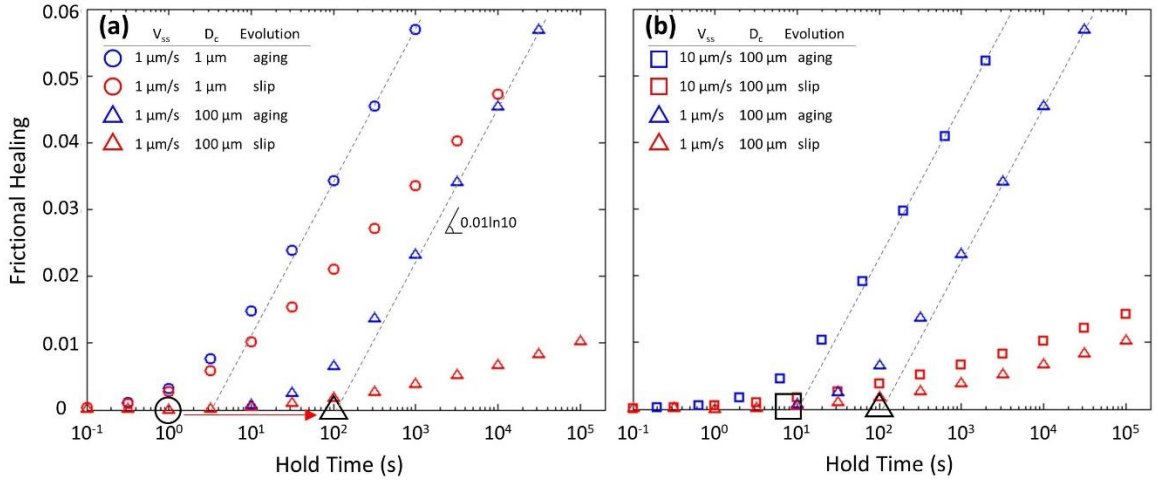 (a)
V_ss D_c Evolution
1 μm/s 1 μm aging
1 μm/s 1 μm slip
1 μm/s 100 μm aging
1 μm/s 100 μm slip
0.01ln10
0.06
0.05
0.04
0.03
0.02
0.01
0
Frictional Healing
10⁻¹ 10⁰ 10¹ 10² 10³ 10⁴ 10⁵
Hold Time (s)
(b)
V_ss D_c Evolution
10 μm/s 100 μm aging
10 μm/s 100 μm slip
1 μm/s 100 μm aging
1 μm/s 100 μm slip
10⁻¹ 10⁰ 10¹ 10² 10³ 10⁴ 10⁵
Hold Time (s)